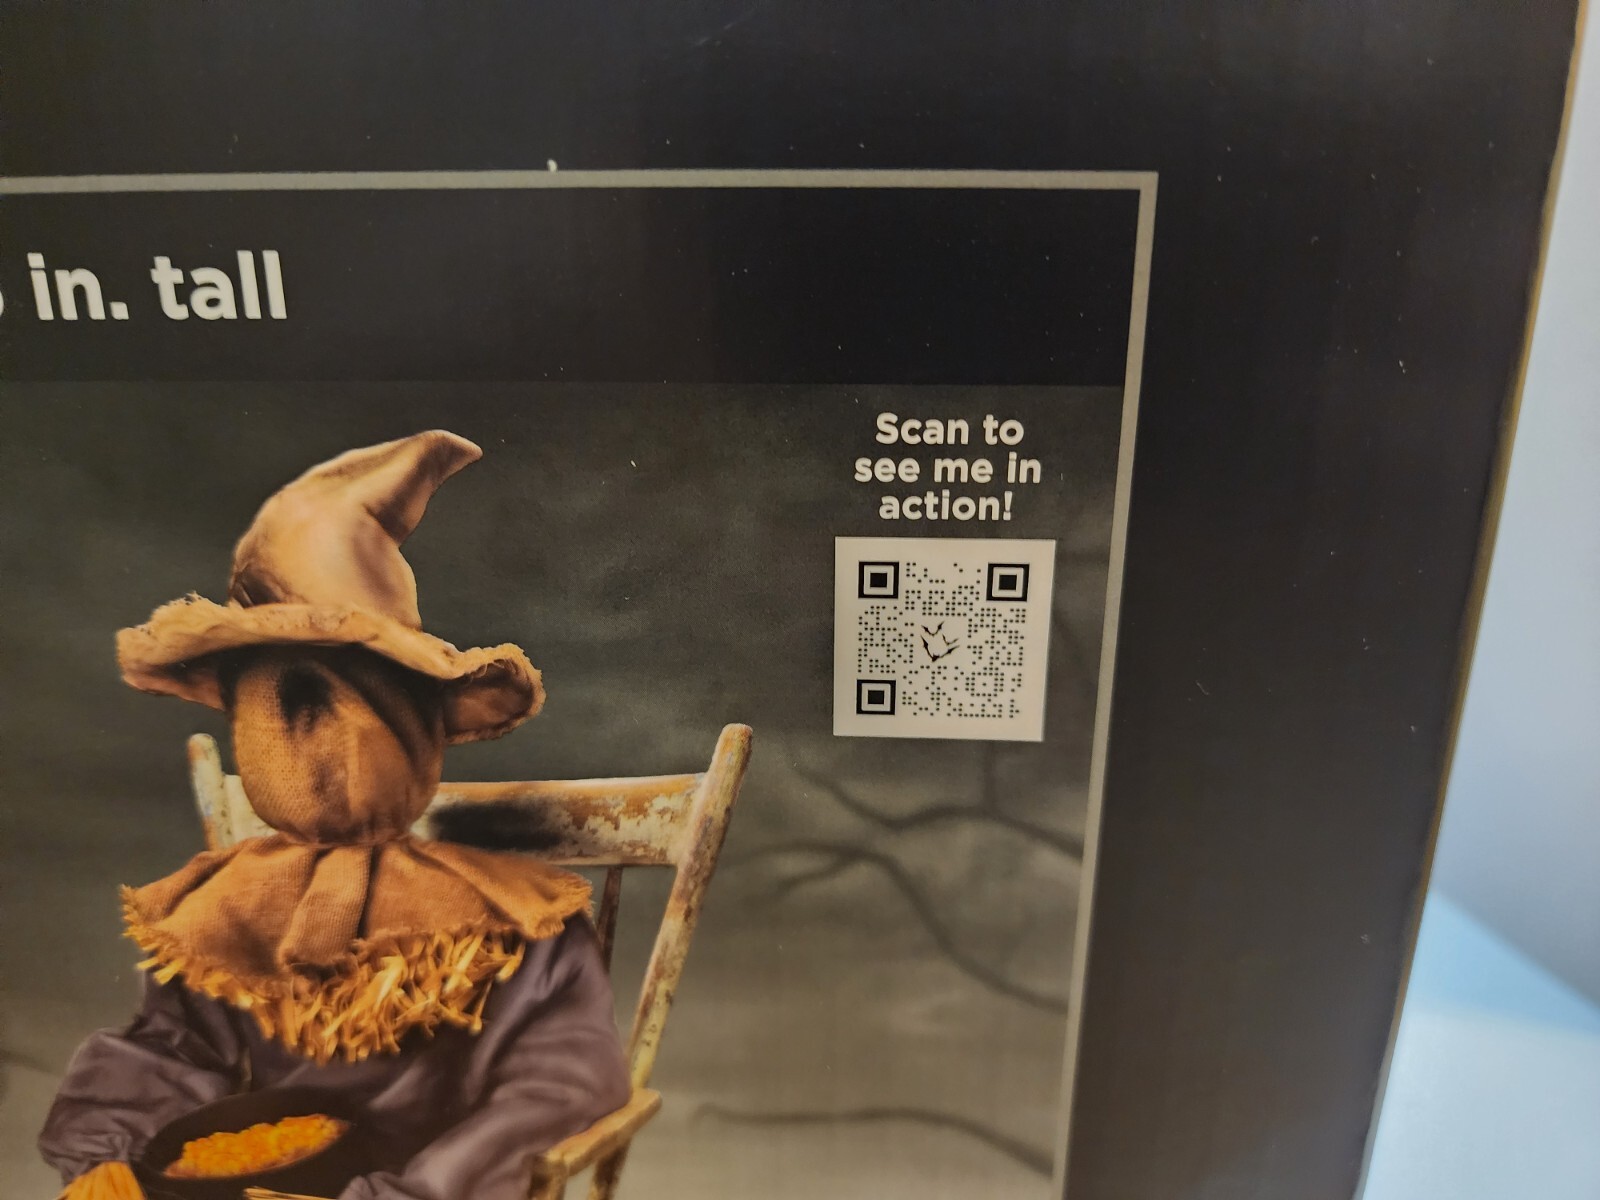 in. tall
Scan to
see me in
action!